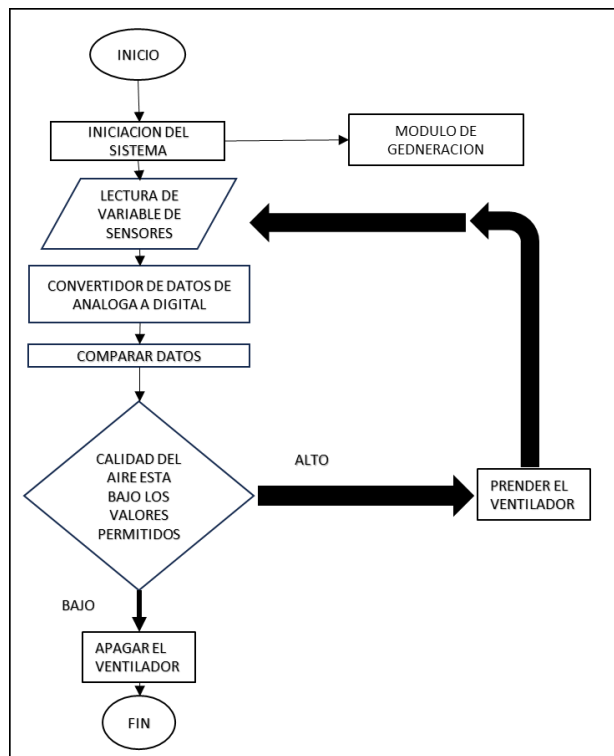 INICIO
INICIACION DEL
SISTEMA
MODULO DE
GEDNERACION
LECTURA DE
VARIABLE DE
SENSORES
CONVERTIDOR DE DATOS DE
ANALOGA A DIGITAL
COMPARAR DATOS
CALIDAD DEL
AIRE ESTA
BAJO LOS
VALORES
PERMITIDOS
ALTO
PRENDER EL
VENTILADOR
BAJO
APAGAR EL
VENTILADOR
FIN